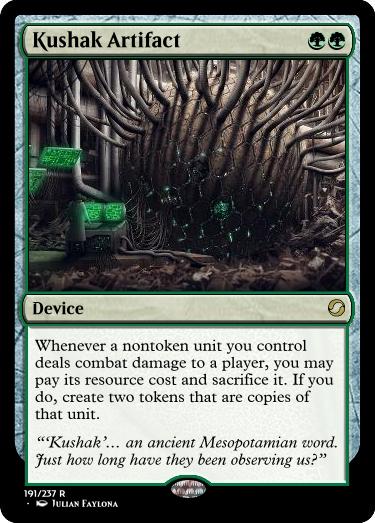 Kushak Artifact
Device
Whenever a nontoken unit you control
deals combat damage to a player, you may
pay its resource cost and sacrifice it. If you
do, create two tokens that are copies of
that unit.
“‘Kushak’… an ancient Mesopotamian word.
Just how long have they been observing us?”
191/237 R
· Julian Faylona